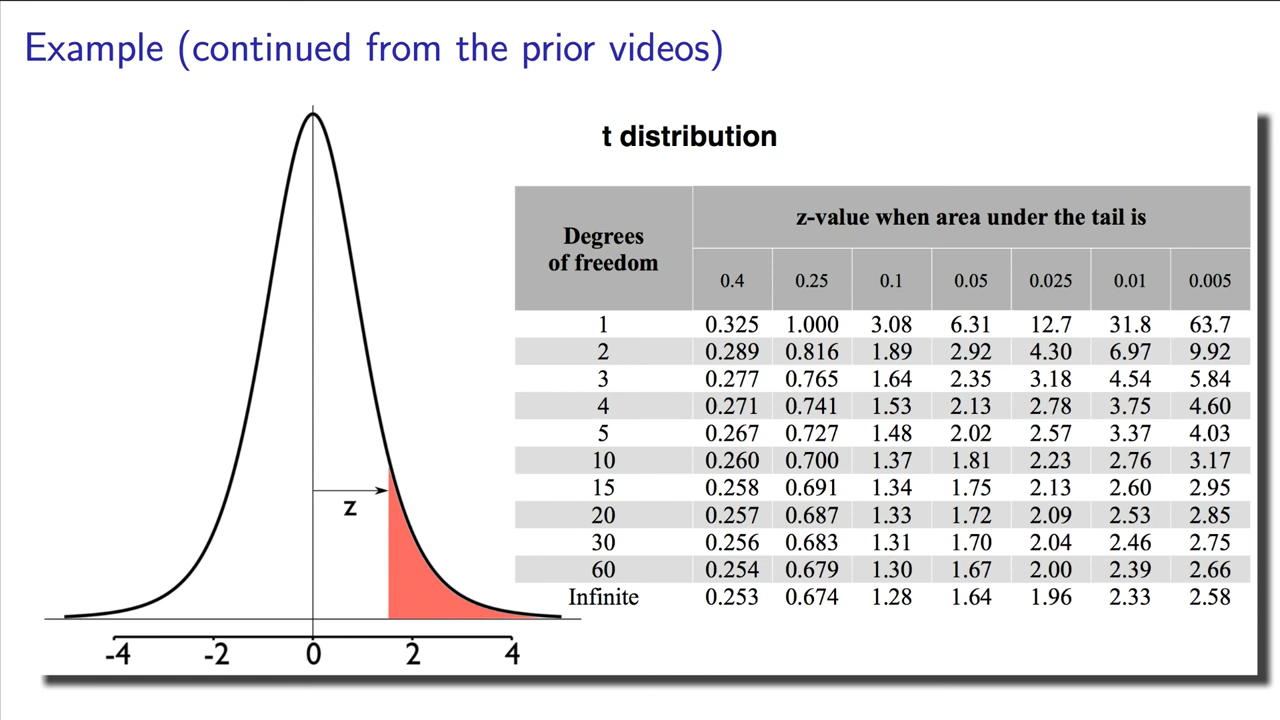 Example (continued from the prior videos)
t distribution
Degrees of freedom
z-value when area under the tail is
0.4 0.25 0.1 0.05 0.025 0.01 0.005
1 0.325 1.000 3.08 6.31 12.7 31.8 63.7
2 0.289 0.816 1.89 2.92 4.30 6.97 9.92
3 0.277 0.765 1.64 2.35 3.18 4.54 5.84
4 0.271 0.741 1.53 2.13 2.78 3.75 4.60
5 0.267 0.727 1.48 2.02 2.57 3.37 4.03
10 0.260 0.700 1.37 1.81 2.23 2.76 3.17
15 0.258 0.691 1.34 1.75 2.13 2.60 2.95
20 0.257 0.687 1.33 1.72 2.09 2.53 2.85
30 0.256 0.683 1.31 1.70 2.04 2.46 2.75
60 0.254 0.679 1.30 1.67 2.00 2.39 2.66
Infinite 0.253 0.674 1.28 1.64 1.96 2.33 2.58
z
-4 -2 0 2 4